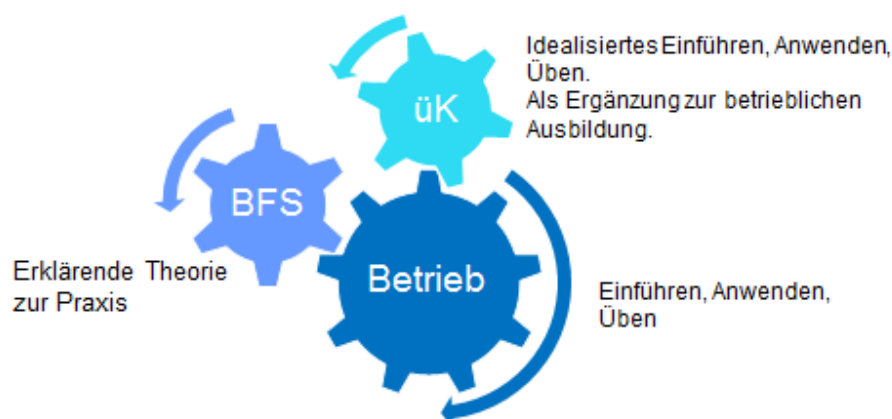 Idealisiertes Einführen, Anwenden,
Üben.
Als Ergänzung zur betrieblichen
Ausbildung.
üK
BFS
Betrieb
Erklärende Theorie
zur Praxis
Einführen, Anwenden,
Üben